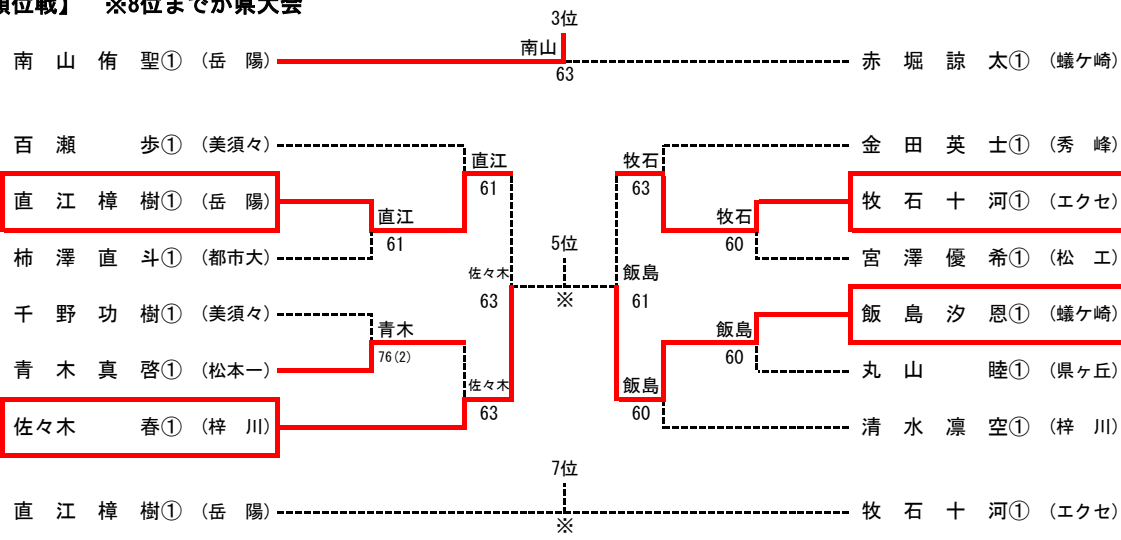 順位戦】 ※8位までが県大会
3位
南山
南 山 侑 聖① (岳 陽)
赤 堀 諒 太① (蟻ケ崎)
63
百 瀬 歩① (美須々)
金 田 英 士① (秀 峰)
直江
牧石
61
63
直 江 樟 樹① (岳 陽)
牧 石 十 河① (エクセ)
直江
牧石
61
60
柿 澤 直 斗① (都市大)
5位
宮 澤 優 希① (松 工)
佐々木
飯島
63
※
61
千 野 功 樹① (美須々)
飯 島 汐 恩① (蟻ケ崎)
青木
飯島
76(2)
60
青 木 真 啓① (松本一)
丸 山 睦① (県ヶ丘)
佐々木
飯島
63
60
佐々木 春① (梓 川)
清 水 凛 空① (梓 川)
7位
直 江 樟 樹① (岳 陽)
牧 石 十 河① (エクセ)
※